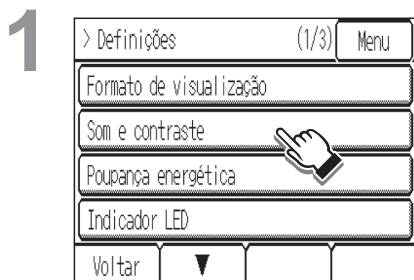 1
> Definições (1/3) Menu
Formato de visualização
Som e contraste
Poupança energética
Indicador LED
Voltar ▼